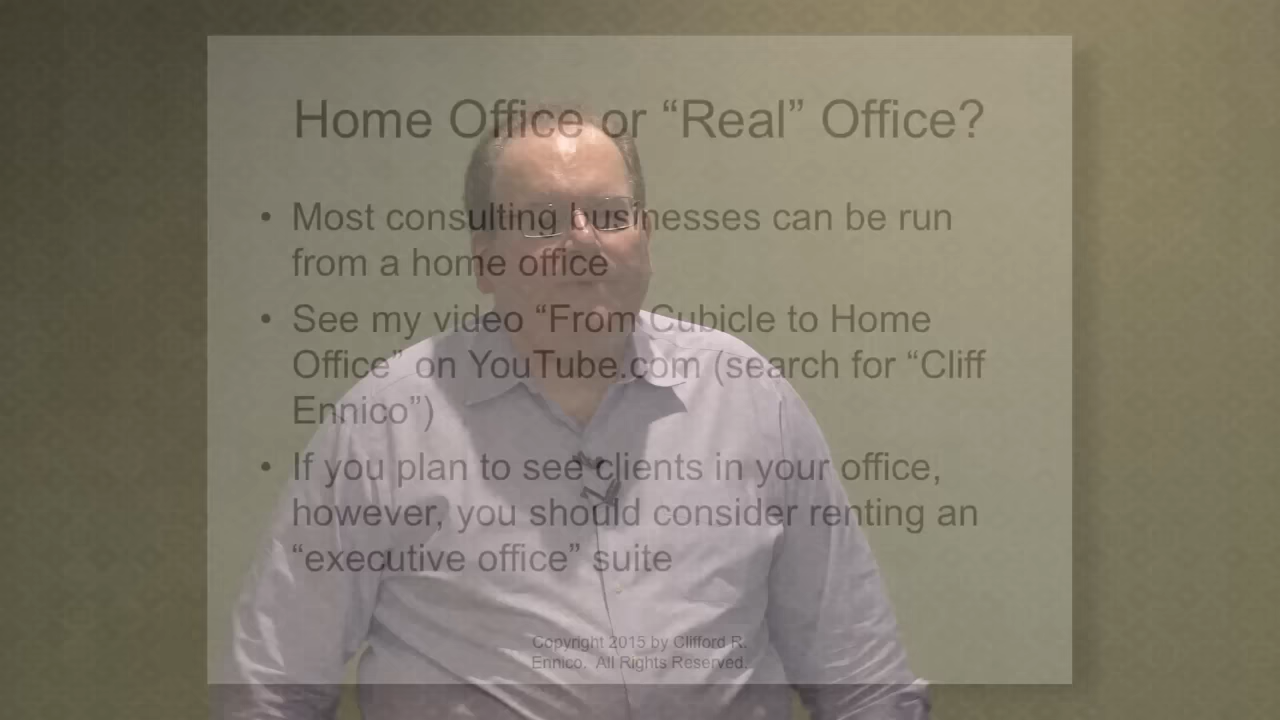 Home Office or “Real” Office?
• Most consulting businesses can be run
from a home office
• See my video “From Cubicle to Home
Office” on YouTube.com (search for “Cliff
Ennico”)
• If you plan to see clients in your office,
however, you should consider renting an
“executive office” suite
Copyright 2015 by Clifford R.
Ennico. All Rights Reserved.